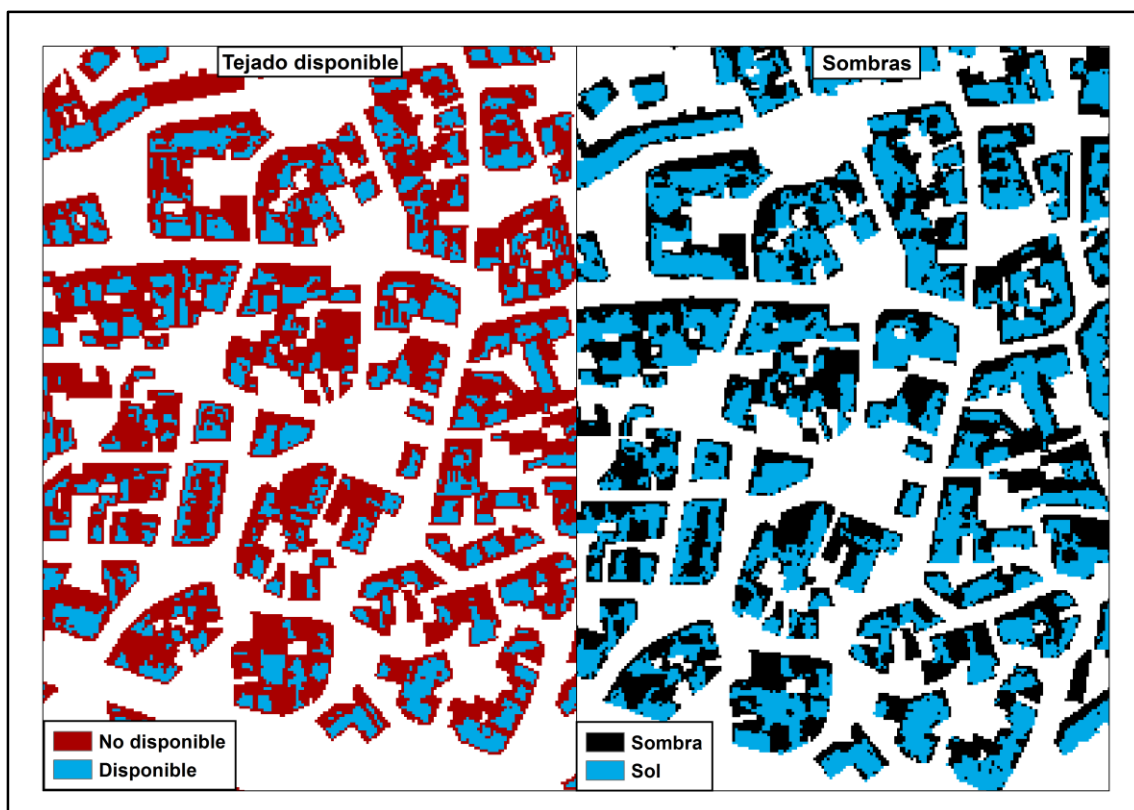 Tejado disponible
No disponible
Disponible
Sombras
Sombra
Sol